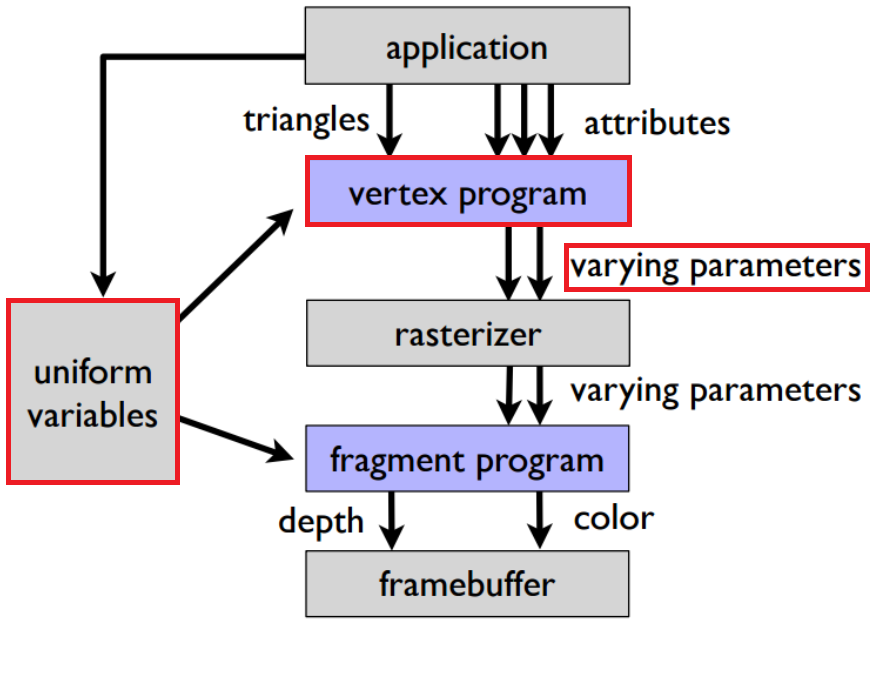 application
triangles
attributes
vertex program
varying parameters
rasterizer
uniform
variables
varying parameters
fragment program
depth
color
framebuffer